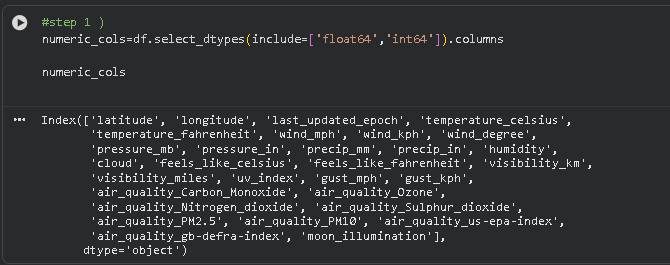 #step 1 )
numeric_cols=df.select_dtypes(include=['float64','int64']).columns
numeric_cols
Index(['latitude', 'longitude', 'last_updated_epoch', 'temperature_celsius',
'temperature_fahrenheit', 'wind_mph', 'wind_kph', 'wind_degree',
'pressure_mb', 'pressure_in', 'precip_mm', 'precip_in', 'humidity',
'cloud', 'feels_like_celsius', 'feels_like_fahrenheit', 'visibility_km',
'visibility_miles', 'uv_index', 'gust_mph', 'gust_kph',
'air_quality_Carbon_Monoxide', 'air_quality_Ozone',
'air_quality_Nitrogen_dioxide', 'air_quality_Sulphur_dioxide',
'air_quality_PM2.5', 'air_quality_PM10', 'air_quality_us-epa-index',
'air_quality_gb-defra-index', 'moon_illumination'],
dtype='object')